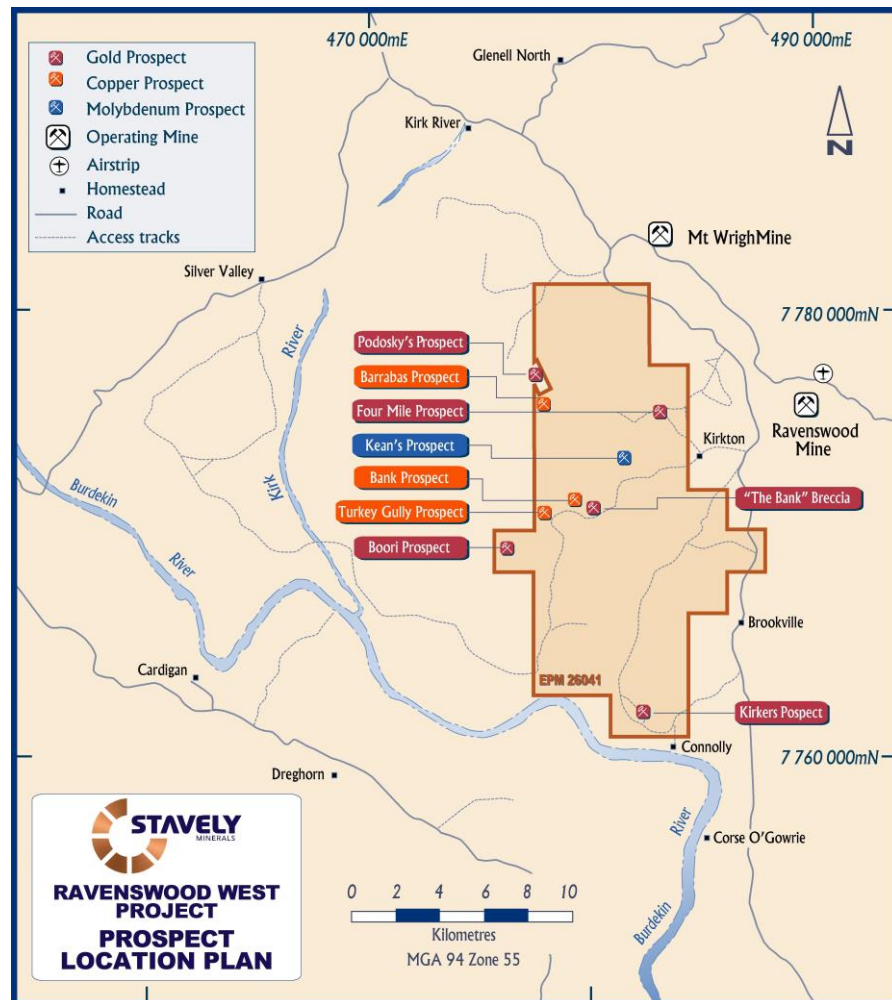 470 000mE
490 000mE
Gold Prospect
Copper Prospect
Molybdenum Prospect
Operating Mine
Airstrip
Homestead
Road
Access tracks
Glenell North
Kirk River
N
Mt WrighMine
Silver Valley
7 780 000mN
River
Podosky's Prospect
Barrabas Prospect
Four Mile Prospect
Kean's Prospect
Bank Prospect
Turkey Gully Prospect
Boori Prospect
Kirkton
Ravenswood
Mine
"The Bank" Breccia
Kirk
Burdekin
River
Brookville
Cardigan
EPM 26041
Kirkers Pospect
Connolly
7 760 000mN
Dreghorn
River
Corse O'Gowrie
Burdekin
STAVELY
MINERALS
RAVENSWOOD WEST
PROJECT
PROSPECT
LOCATION PLAN
0 2 4 6 8 10
Kilometres
MGA 94 Zone 55